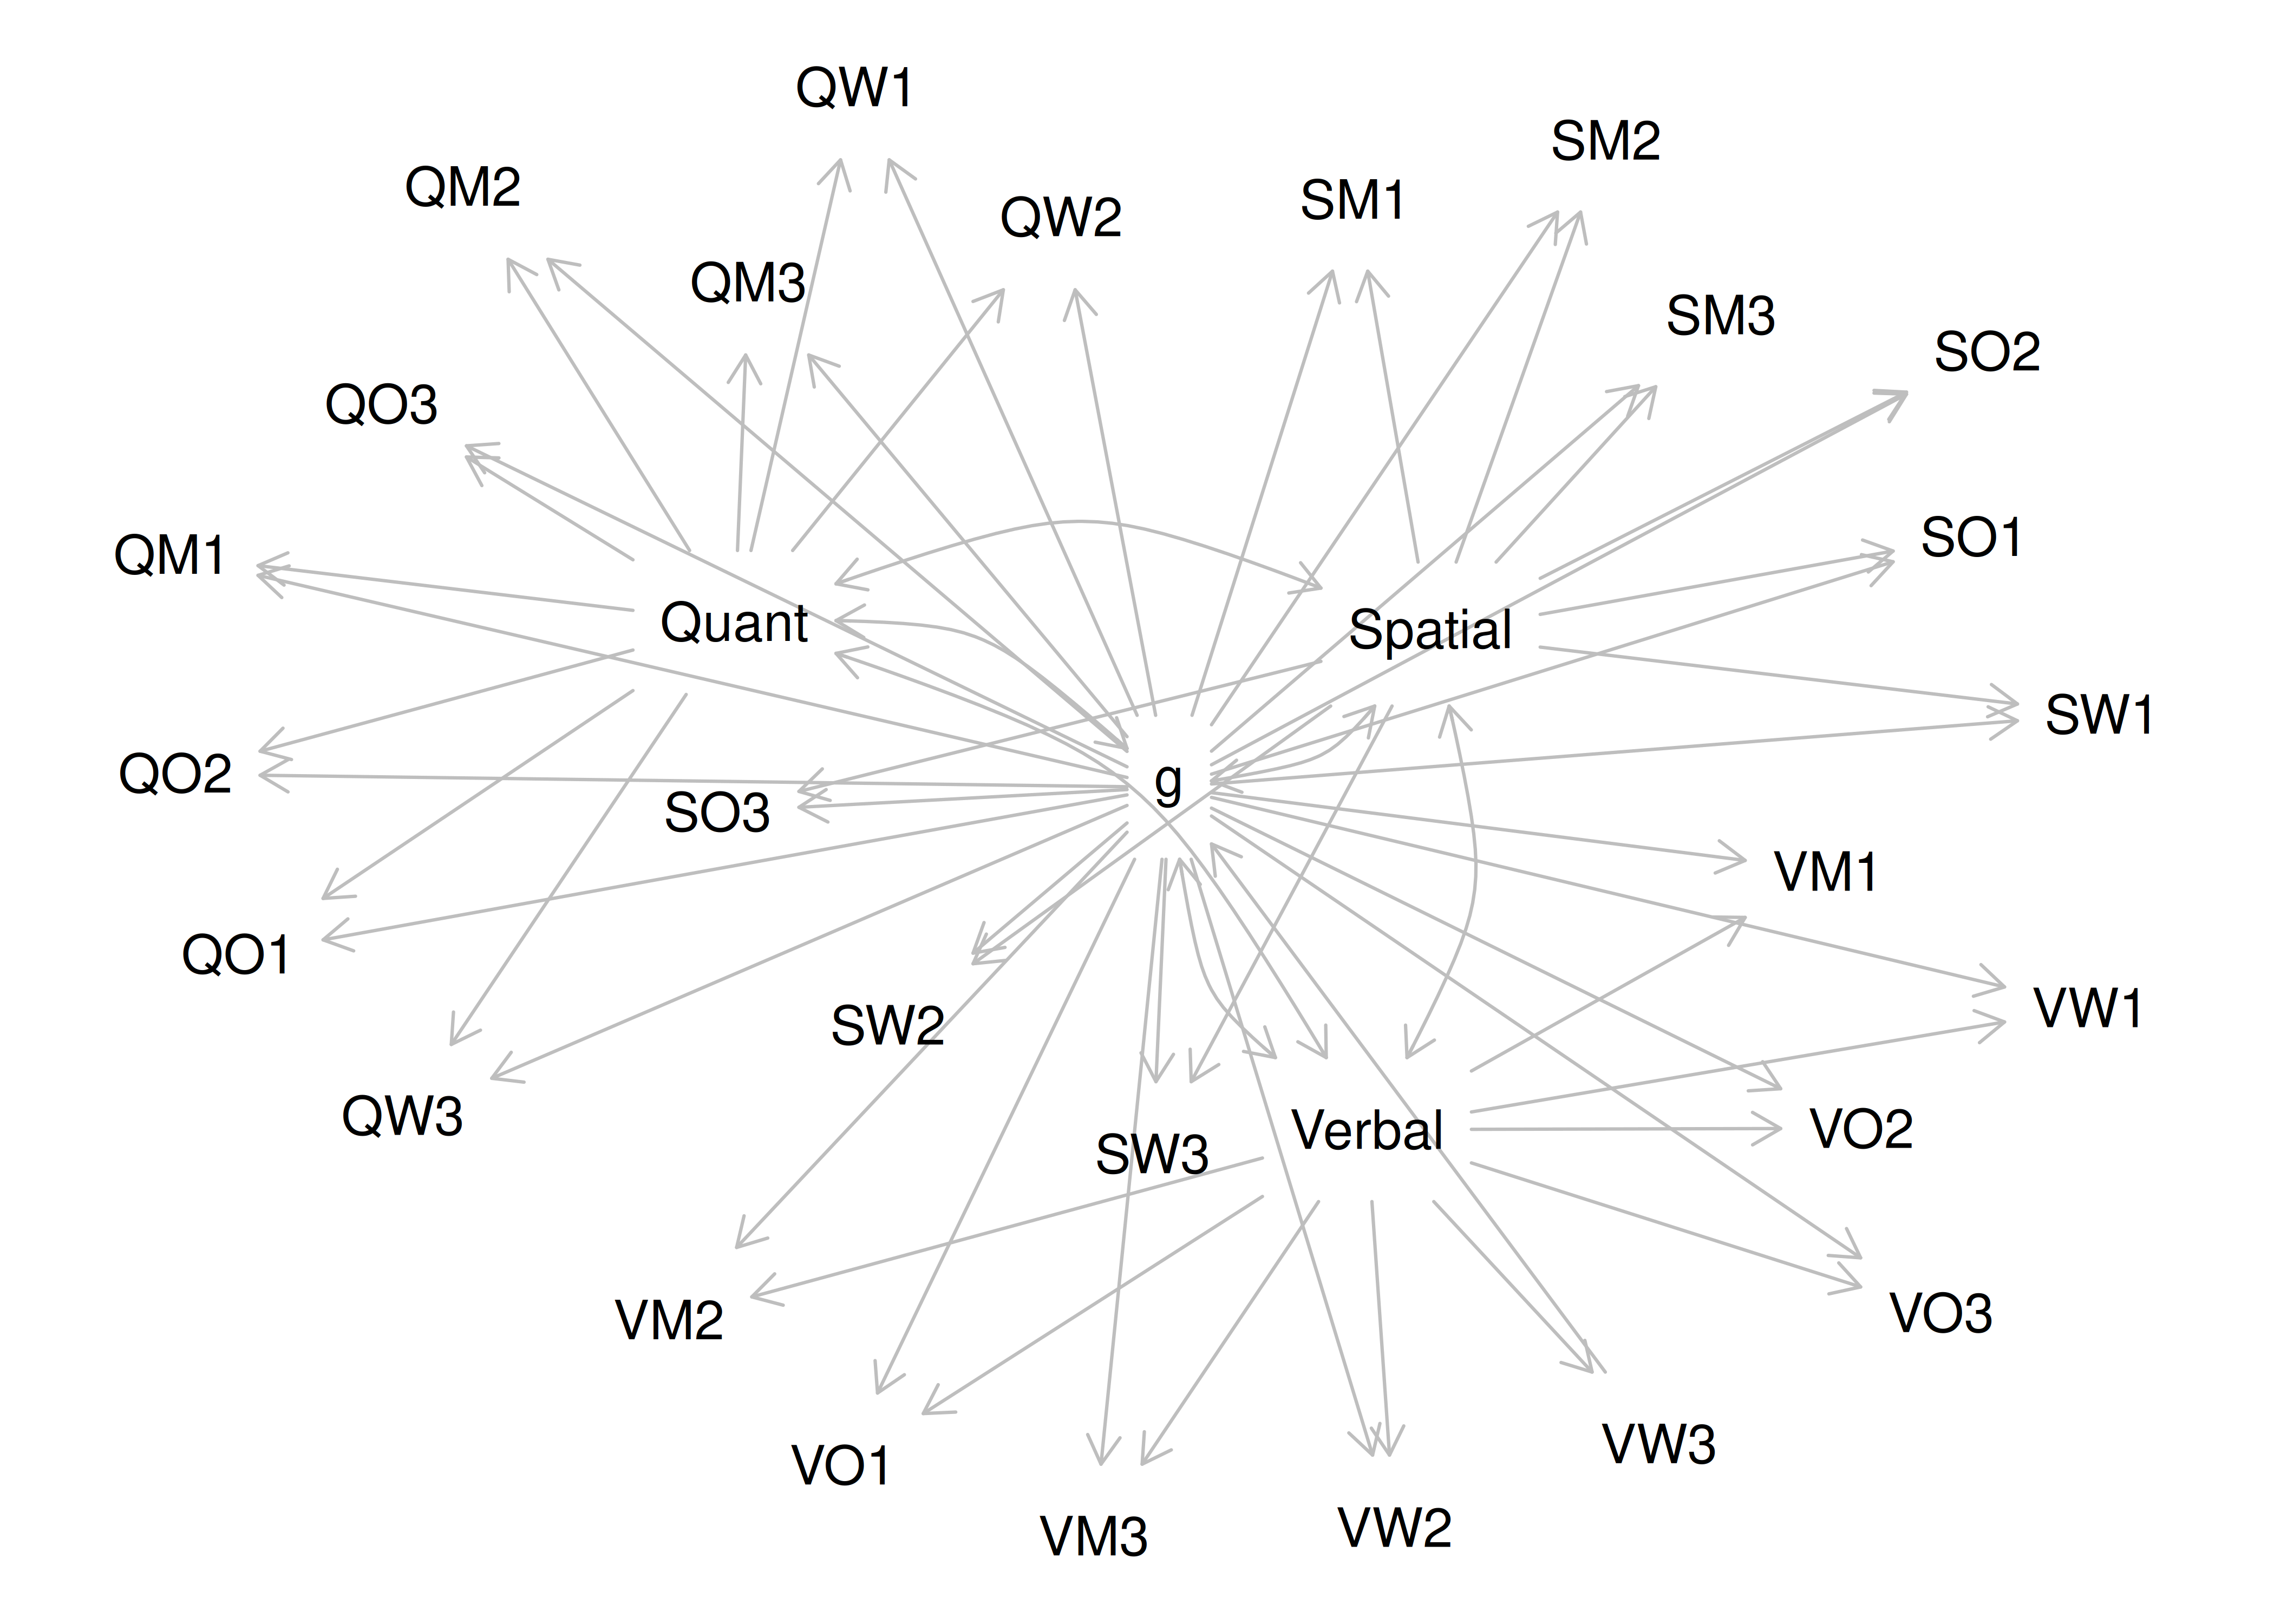 QW1
SM2
QM2
SM1
QW2
QM3
SM3
SO2
QO3
SO1
QM1
Quant
Spatial
SW1
QO2
g
SO3
VM1
QO1
VW1
SW2
QW3
Verbal
VO2
SW3
VM2
VO3
VW3
VO1
VW2
VM3